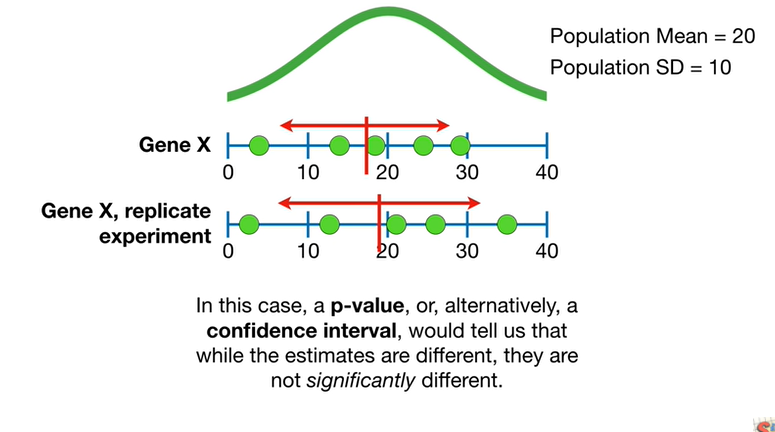 Population Mean = 20
Population SD = 10
Gene X
0 10 20 30 40
Gene X, replicate
experiment
0 10 20 30 40
In this case, a p-value, or, alternatively, a
confidence interval, would tell us that
while the estimates are different, they are
not significantly different.